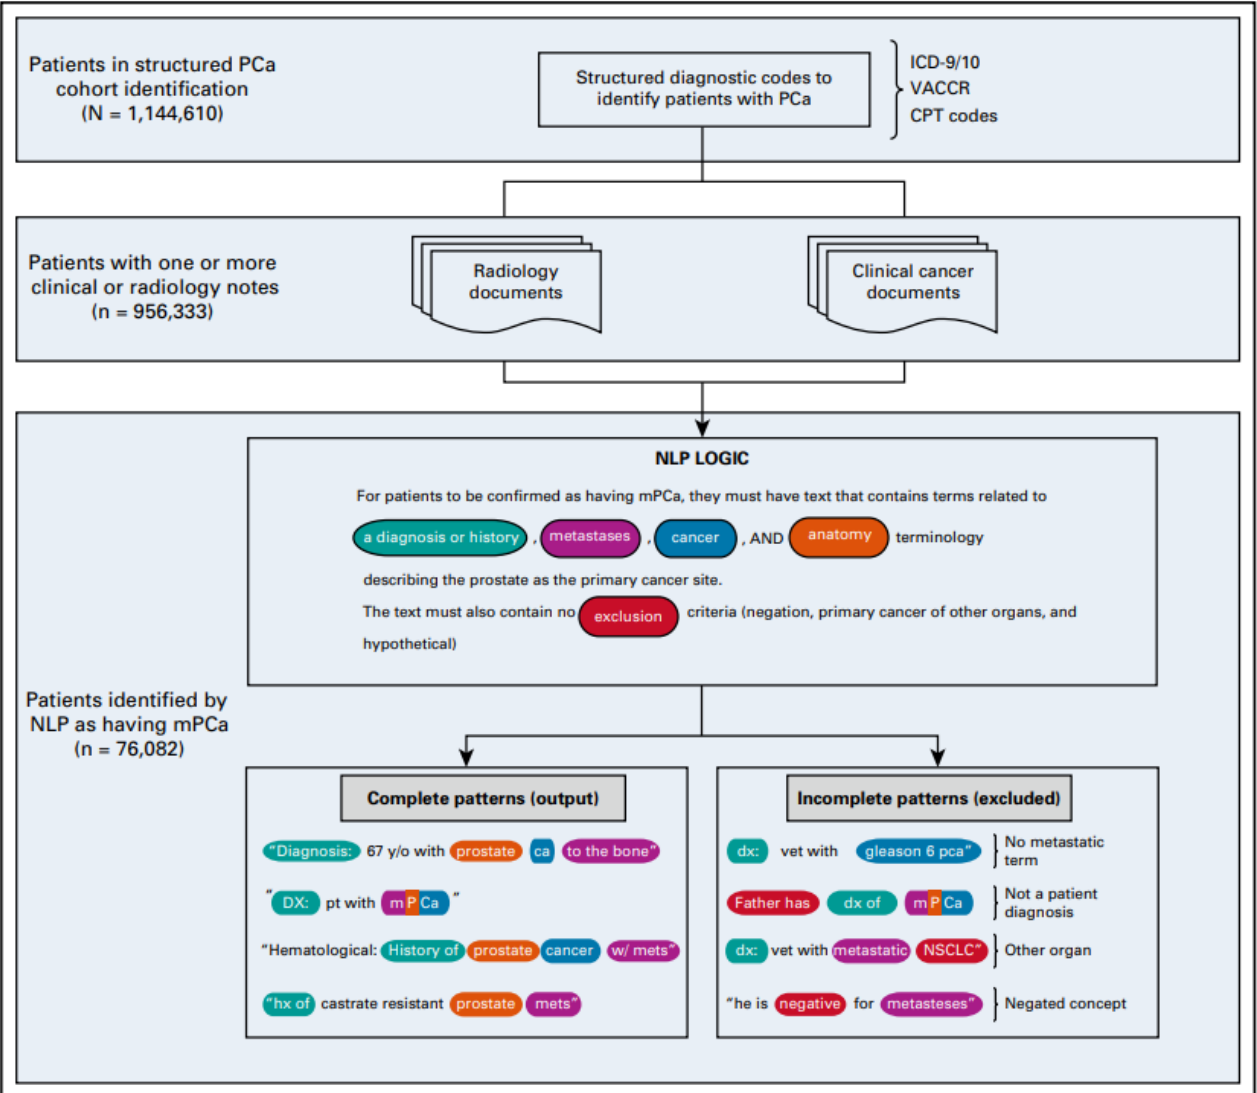 Patients in structured PCa
cohort identification
(N = 1,144,610)
Structured diagnostic codes to
identify patients with PCa
ICD-9/10
VACCR
CPT codes
Patients with one or more
clinical or radiology notes
(n = 956,333)
Radiology
documents
Clinical cancer
documents
NLP LOGIC
For patients to be confirmed as having mPCa, they must have text that contains terms related to
a diagnosis or history , metastases , cancer , AND anatomy terminology
describing the prostate as the primary cancer site.
The text must also contain no exclusion criteria (negation, primary cancer of other organs, and
hypothetical)
Patients identified by
NLP as having mPCa
(n = 76,082)
Complete patterns (output)
"Diagnosis: 67 y/o with prostate ca to the bone"
"DX: pt with mPCa"
"Hematological: History of prostate cancer w/ mets"
"hx of castrate resistant prostate mets"
Incomplete patterns (excluded)
dx: vet with gleason 6 pca"
No metastatic
term
Father has dx of mPCa
Not a patient
diagnosis
dx: vet with metastatic NSCLC"
Other organ
"he is negative for metasteses"
Negated concept